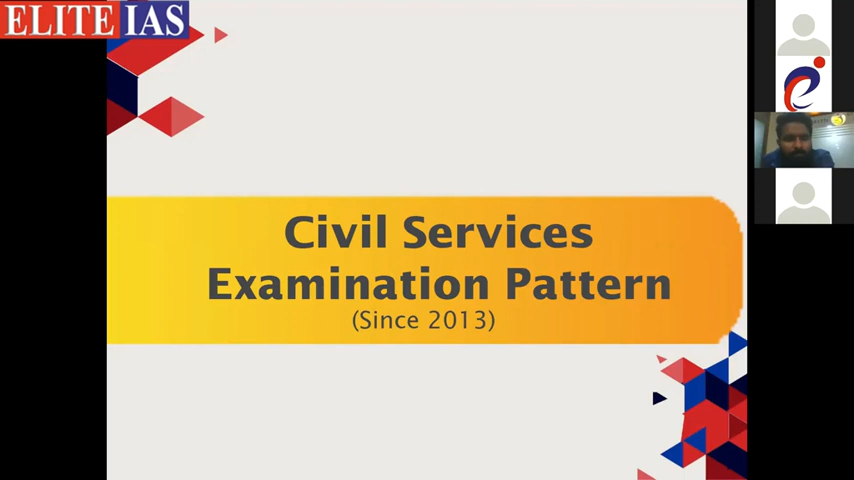 ELITE IAS
Civil Services
Examination Pattern
(Since 2013)